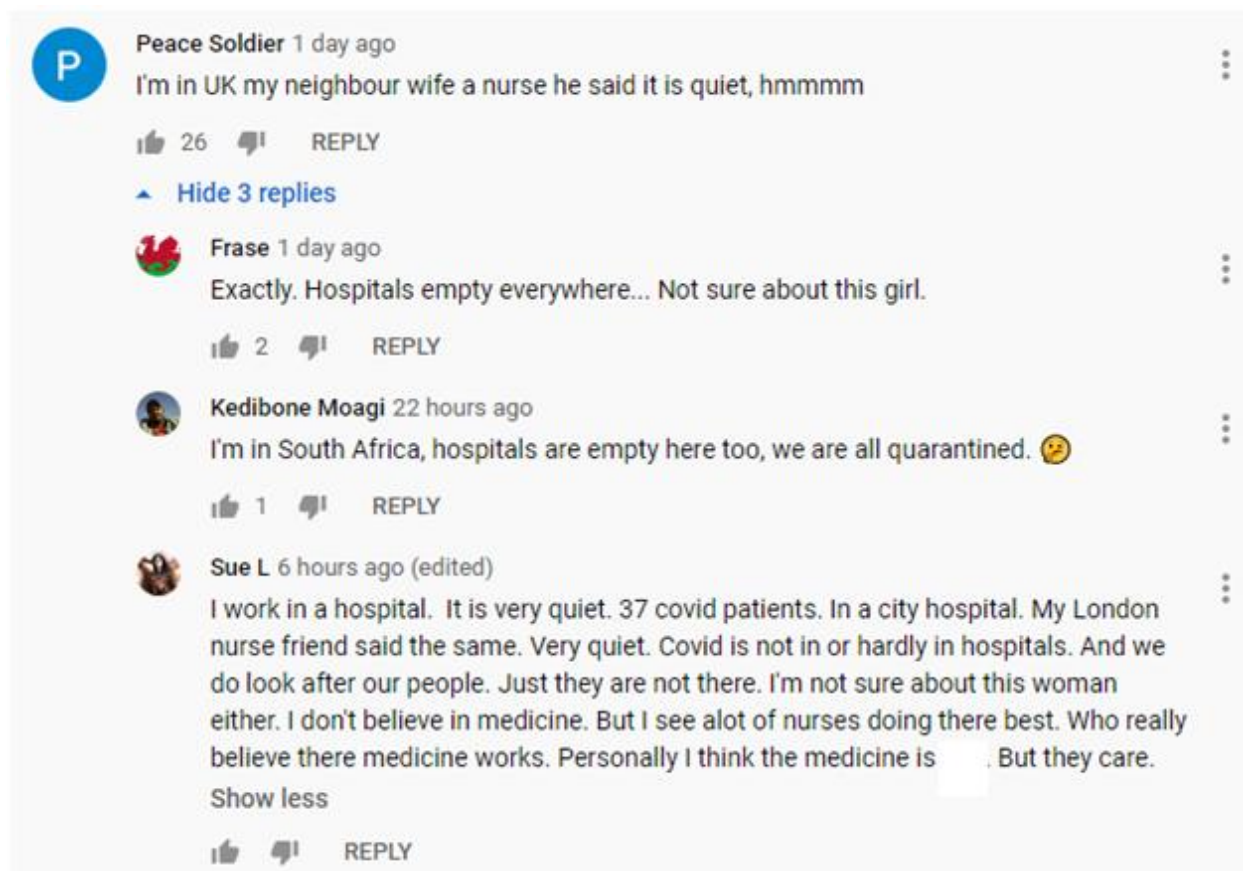 P
Peace Soldier 1 day ago
I'm in UK my neighbour wife a nurse he said it is quiet, hmmmm
26 REPLY
Hide 3 replies
Frase 1 day ago
Exactly. Hospitals empty everywhere... Not sure about this girl.
2 REPLY
Kedibone Moagi 22 hours ago
I'm in South Africa, hospitals are empty here too, we are all quarantined. 🤔
1 REPLY
Sue L 6 hours ago (edited)
I work in a hospital. It is very quiet. 37 covid patients. In a city hospital. My London
nurse friend said the same. Very quiet. Covid is not in or hardly in hospitals. And we
do look after our people. Just they are not there. I'm not sure about this woman
either. I don't believe in medicine. But I see alot of nurses doing there best. Who really
believe there medicine works. Personally I think the medicine is . But they care.
Show less
REPLY